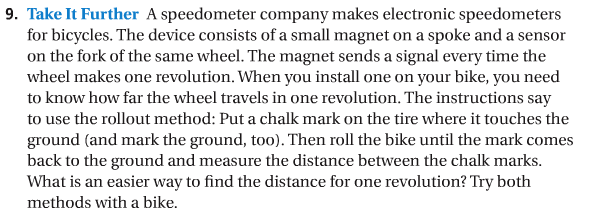 9. Take It Further A speedometer company makes electronic speedometers
for bicycles. The device consists of a small magnet on a spoke and a sensor
on the fork of the same wheel. The magnet sends a signal every time the
wheel makes one revolution. When you install one on your bike, you need
to know how far the wheel travels in one revolution. The instructions say
to use the rollout method: Put a chalk mark on the tire where it touches the
ground (and mark the ground, too). Then roll the bike until the mark comes
back to the ground and measure the distance between the chalk marks.
What is an easier way to find the distance for one revolution? Try both
methods with a bike.